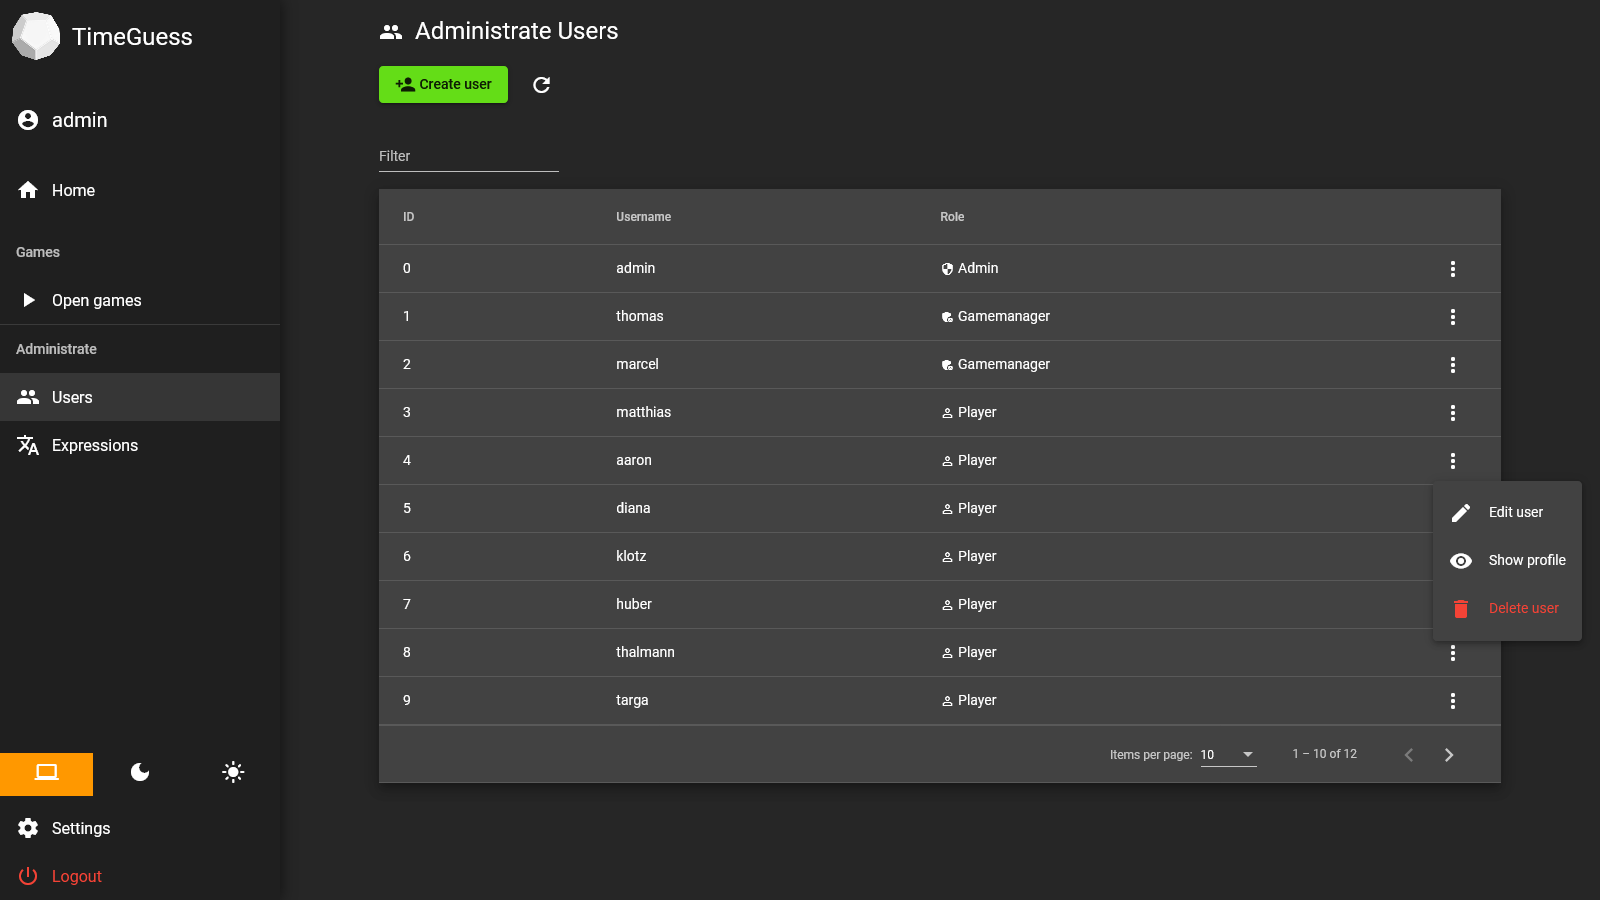 TimeGuess
admin
Home
Games
Open games
Administrate
Users
Expressions
Settings
Logout
Administrate Users
Create user
Filter
ID Username Role
0 admin Admin
1 thomas Gamemanager
2 marcel Gamemanager
3 matthias Player
4 aaron Player
5 diana Player
6 klotz Player
7 huber Player
8 thalmann Player
9 targa Player
Edit user
Show profile
Delete user
Items per page: 10 1 – 10 of 12